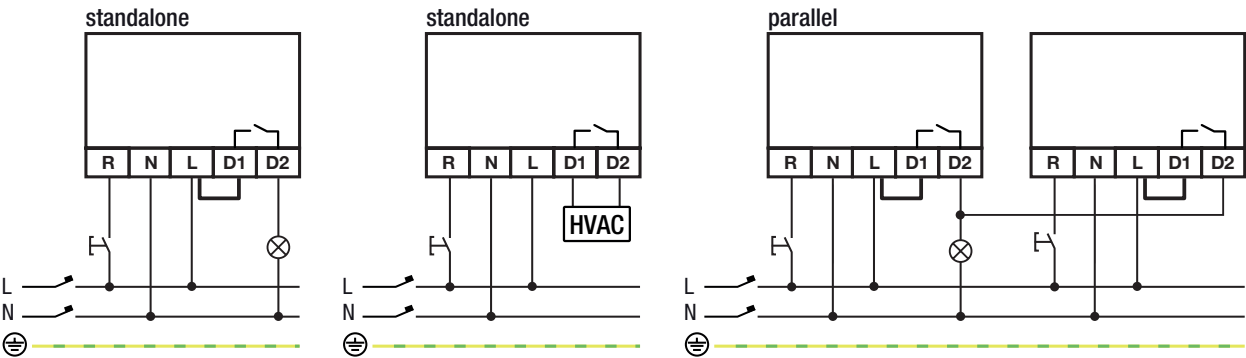 standalone
R N L D1 D2
L
N
standalone
R N L D1 D2
HVAC
L
N
parallel
R N L D1 D2
R N L D1 D2
L
N